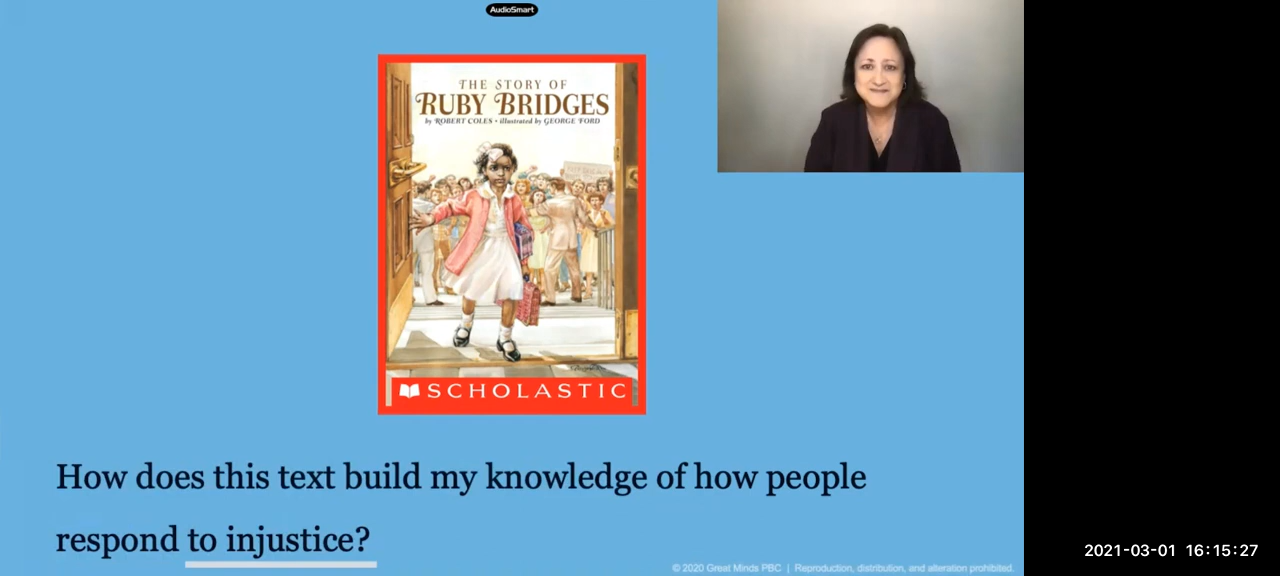 AudioSmart
THE STORY OF
RUBY BRIDGES
by ROBERT COLES • illustrated by GEORGE FORD
SCHOLASTIC
How does this text build my knowledge of how people
respond to injustice?
© 2020 Great Minds PBC | Reproduction, distribution, and alteration prohibited.
2021-03-01 16:15:27